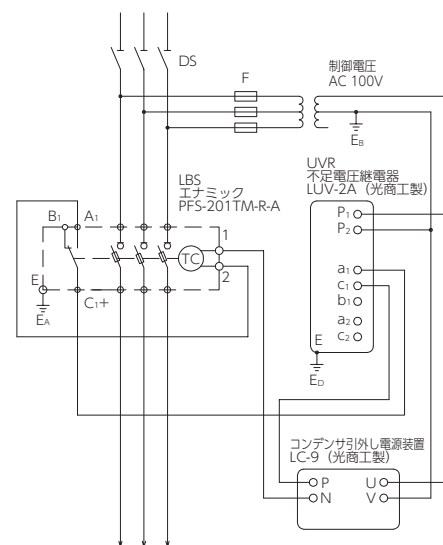 DS
F
制御電圧
AC 100V
EB
UVR
不足電圧継電器
LUV-2A（光商工製）
LBS
エナミック
PFS-201TM-R-A
P1
P2
B1
A1
1
TC
2
a1
c1
b1
a2
c2
E
EA
C1+
E
ED
コンデンサ引外し電源装置
LC-9（光商工製）
P
U
N
V